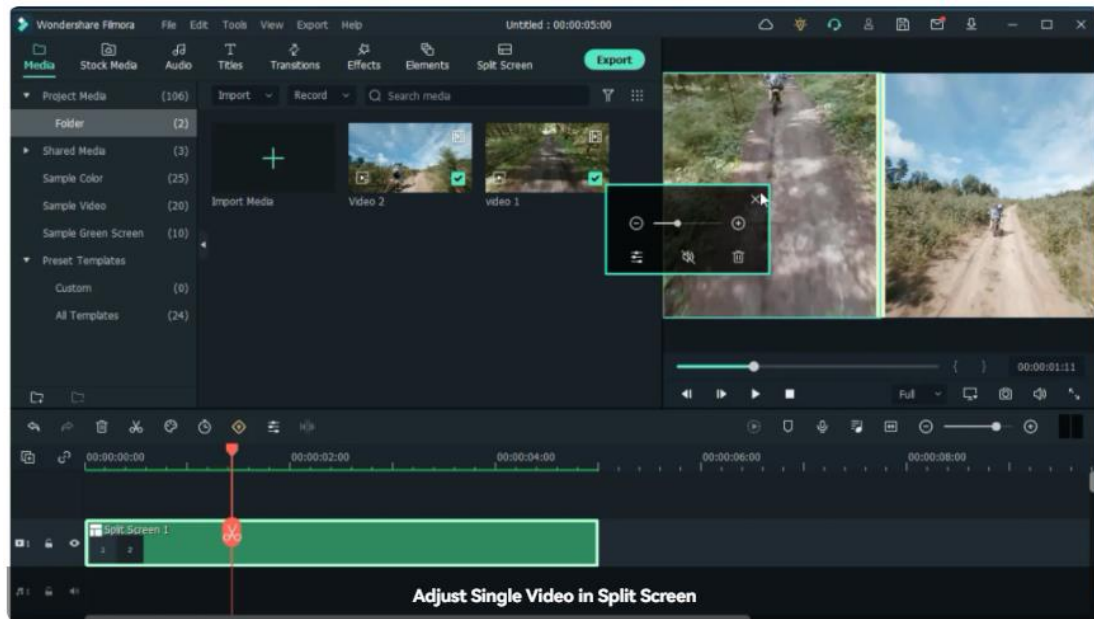 Wondershare Filmora File Edit Tools View Export Help Untitled : 00:00:05:00
Media Stock Media Audio Titles Transitions Effects Elements Split Screen Export
Project Media (106) Import Record Search media
Folder (2)
Shared Media (3)
Sample Color (25)
Sample Video (20)
Import Media Video 2 video 1
Sample Green Screen (10)
Preset Templates
Custom (0)
All Templates (24)
{ } 00:00:01:11
Full
00:00:00:00 00:00:02:00 00:00:04:00 00:00:06:00 00:00:08:00
Split Screen 1
1 1 2
1
Adjust Single Video in Split Screen